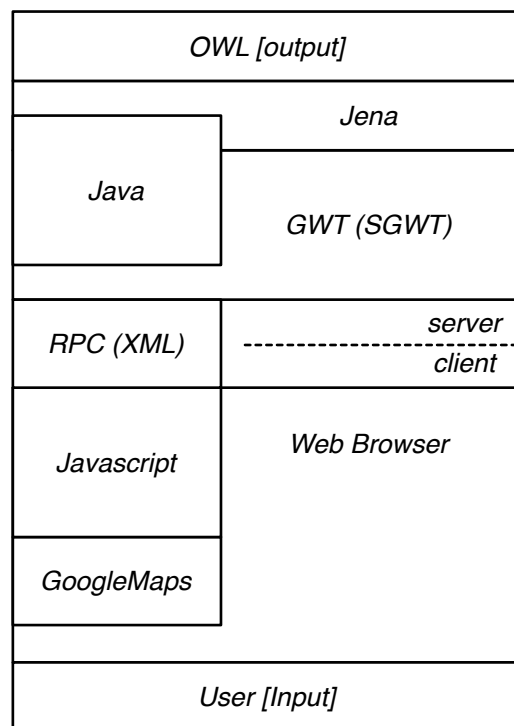 OWL [output]
Jena
Java
GWT (SGWT)
server
RPC (XML)
client
Web Browser
Javascript
GoogleMaps
User [Input]